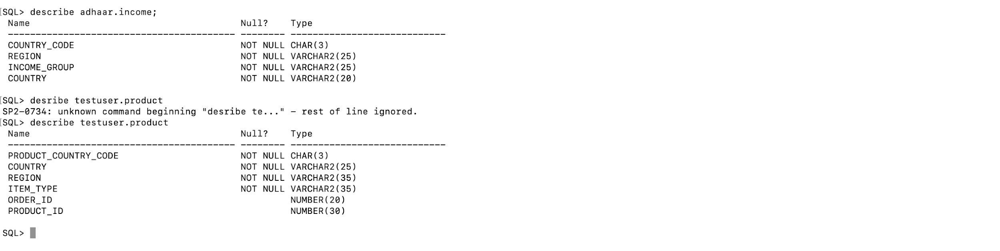 [SQL> describe adhaar.income;
Name Null? Type
----------------------------------------- -------- ----------------------------
COUNTRY_CODE NOT NULL CHAR(3)
REGION NOT NULL VARCHAR2(25)
INCOME_GROUP NOT NULL VARCHAR2(25)
COUNTRY NOT NULL VARCHAR2(20)
[SQL> desribe testuser.product
SP2-0734: unknown command beginning "desribe te..." - rest of line ignored.
[SQL> describe testuser.product
Name Null? Type
----------------------------------------- -------- ----------------------------
PRODUCT_COUNTRY_CODE NOT NULL CHAR(3)
COUNTRY NOT NULL VARCHAR2(25)
REGION NOT NULL VARCHAR2(35)
ITEM_TYPE NOT NULL VARCHAR2(35)
ORDER_ID NUMBER(20)
PRODUCT_ID NUMBER(30)
SQL>